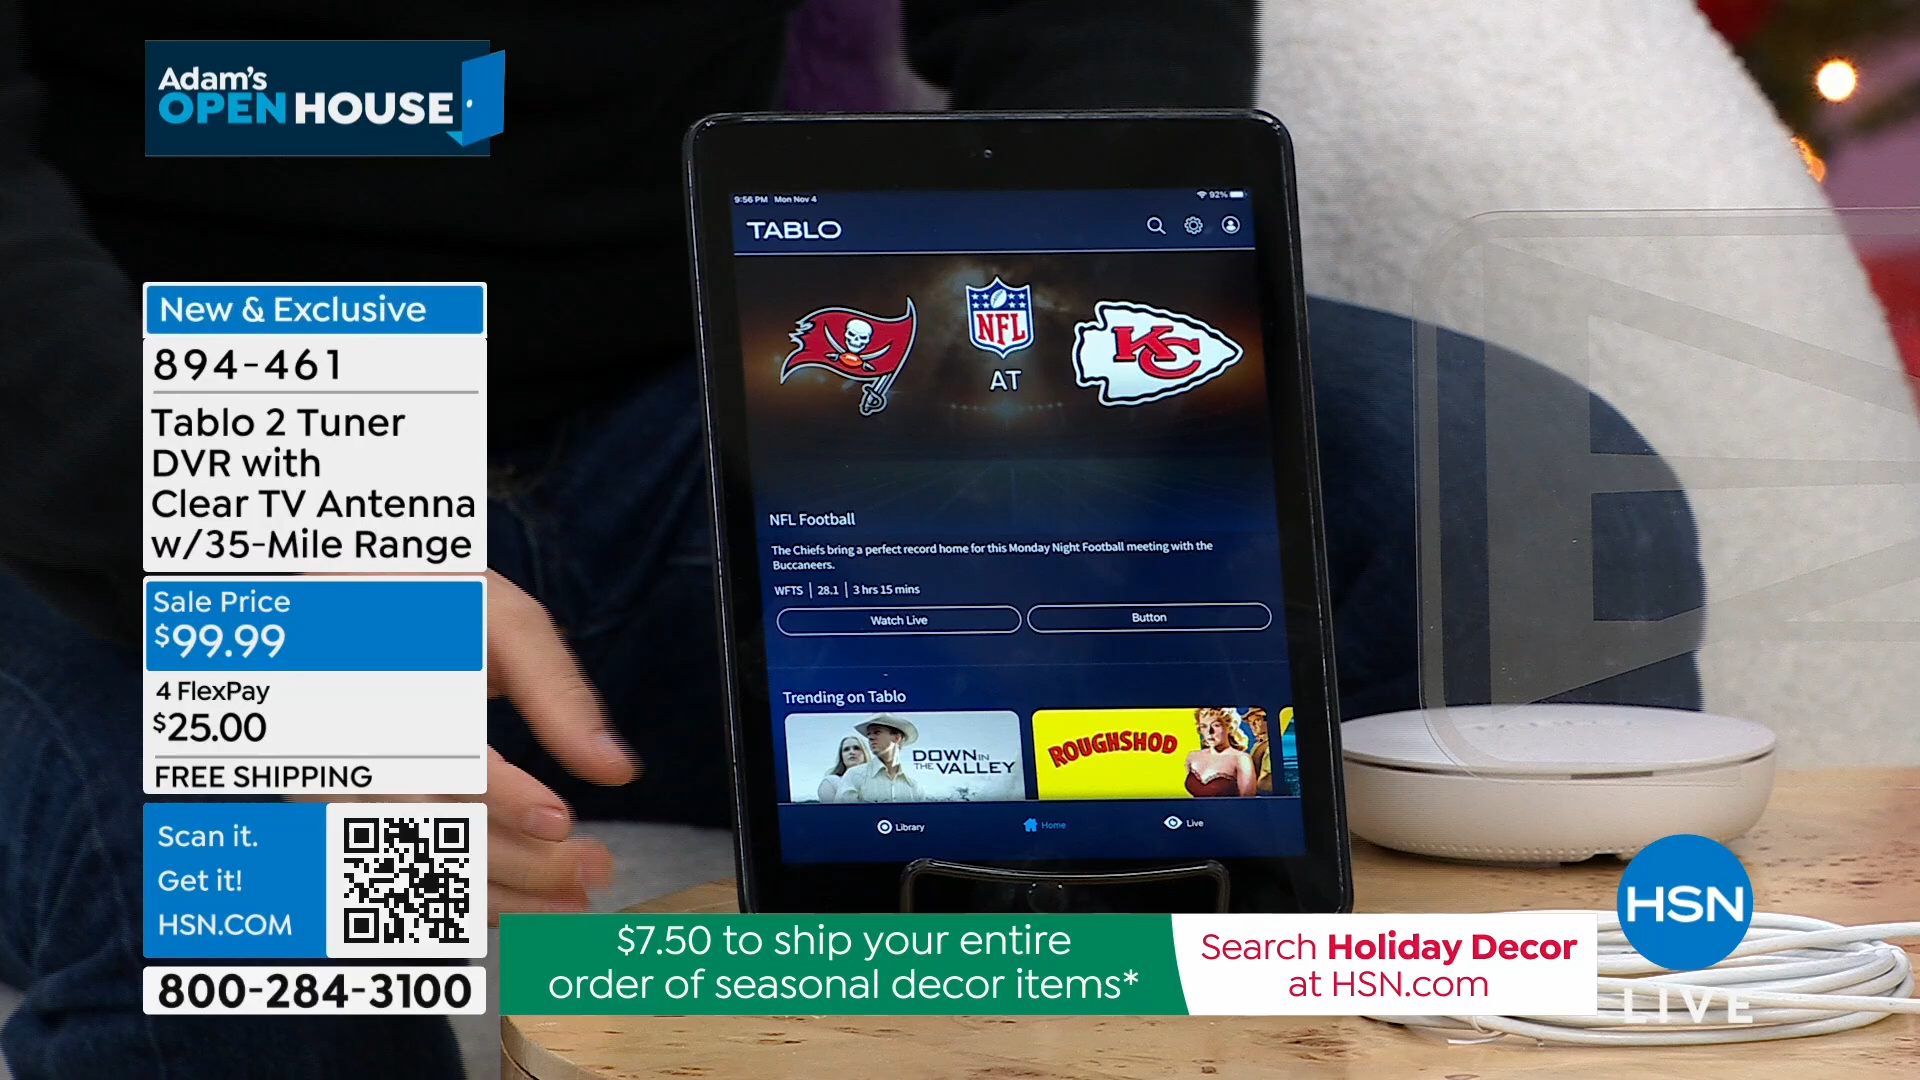 Adam's
OPEN HOUSE
New & Exclusive
894-461
Tablo 2 Tuner
DVR with
Clear TV Antenna
w/35-Mile Range
Sale Price
$99.99
4 FlexPay
$25.00
FREE SHIPPING
Scan it.
Get it!
HSN.COM
800-284-3100
9:56 PM Mon Nov 4
92%
TABLO
NFL
AT
KC
NFL Football
The Chiefs bring a perfect record home for this Monday Night Football meeting with the
Buccaneers.
WFTS | 28.1 | 3 hrs 15 mins
Watch Live
Button
Trending on Tablo
DOWN IN
THE VALLEY
ROUGHSHOD
Library
Home
Live
$7.50 to ship your entire
order of seasonal decor items*
Search Holiday Decor
at HSN.com
HSN
LIVE